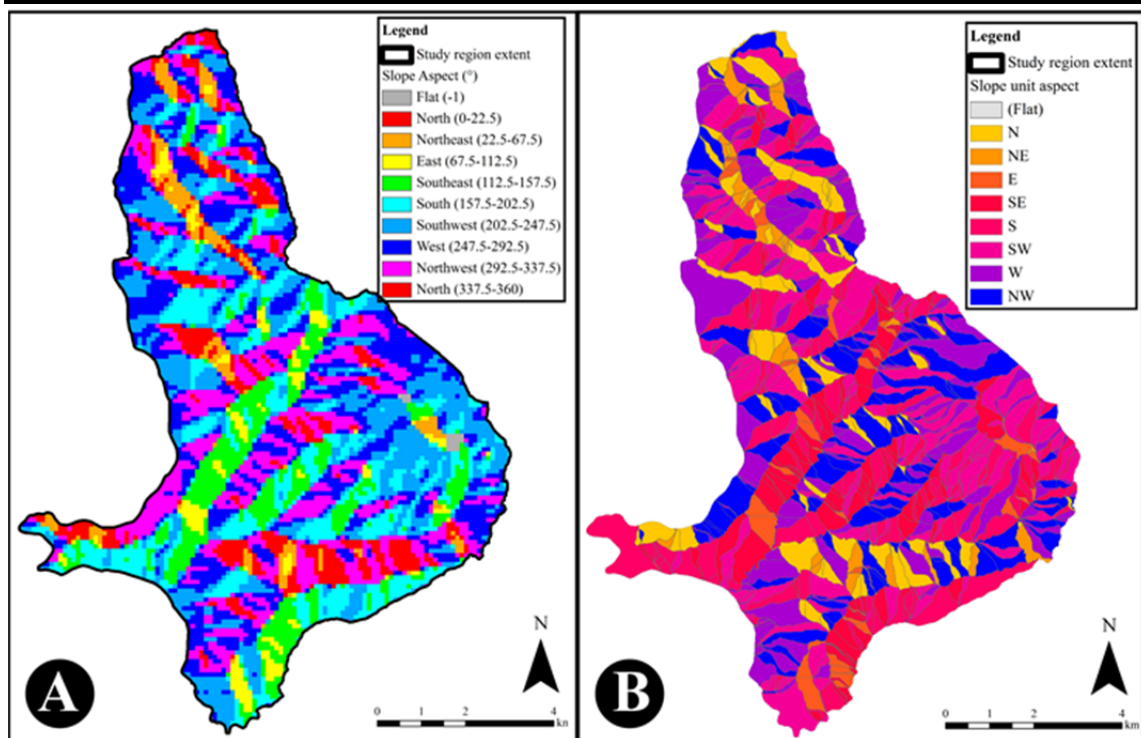 Legend
Study region extent
Slope Aspect (°)
Flat (-1)
North (0-22.5)
Northeast (22.5-67.5)
East (67.5-112.5)
Southeast (112.5-157.5)
South (157.5-202.5)
Southwest (202.5-247.5)
West (247.5-292.5)
Northwest (292.5-337.5)
North (337.5-360)
N
A
0 1 2 4
km
Legend
Study region extent
Slope unit aspect
(Flat)
N
NE
E
SE
S
SW
W
NW
N
B
0 1 2 4
km